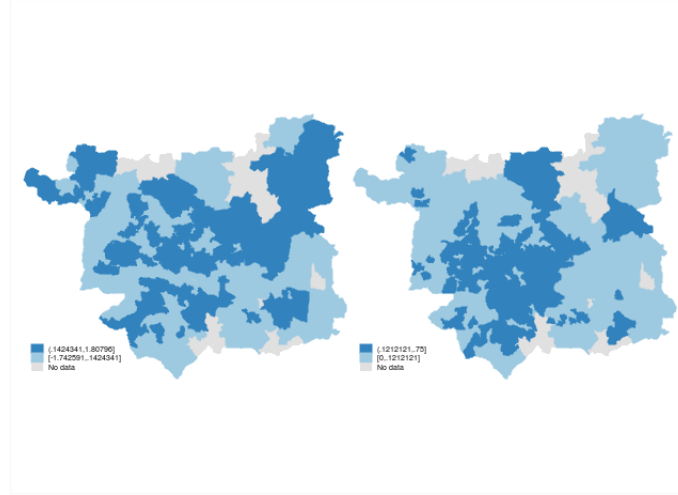 (.1424341,1.80796]
[-1.742591,.1424341]
No data
(.1212121,.75]
[0,.1212121]
No data